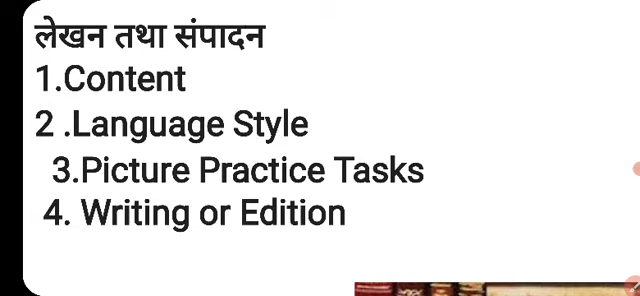 लेखन तथा संपादन
1.Content
2 .Language Style
3.Picture Practice Tasks
4. Writing or Edition